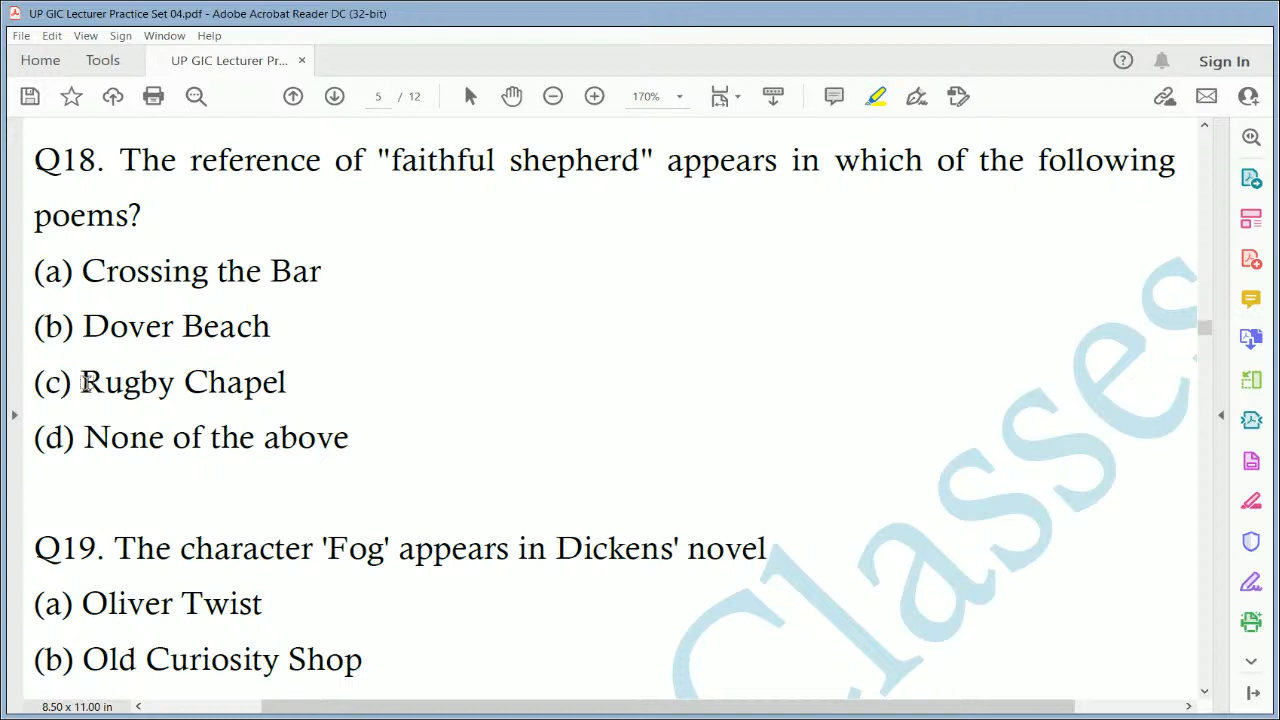 UP GIC Lecturer Practice Set 04.pdf - Adobe Acrobat Reader DC (32-bit)
File Edit View Sign Window Help
Home Tools UP GIC Lecturer Pr... ×
? Sign In
5 / 12 170%
Q18. The reference of "faithful shepherd" appears in which of the following
poems?
(a) Crossing the Bar
(b) Dover Beach
(c) Rugby Chapel
(d) None of the above
Q19. The character 'Fog' appears in Dickens' novel
(a) Oliver Twist
(b) Old Curiosity Shop
Classes
8.50 x 11.00 in